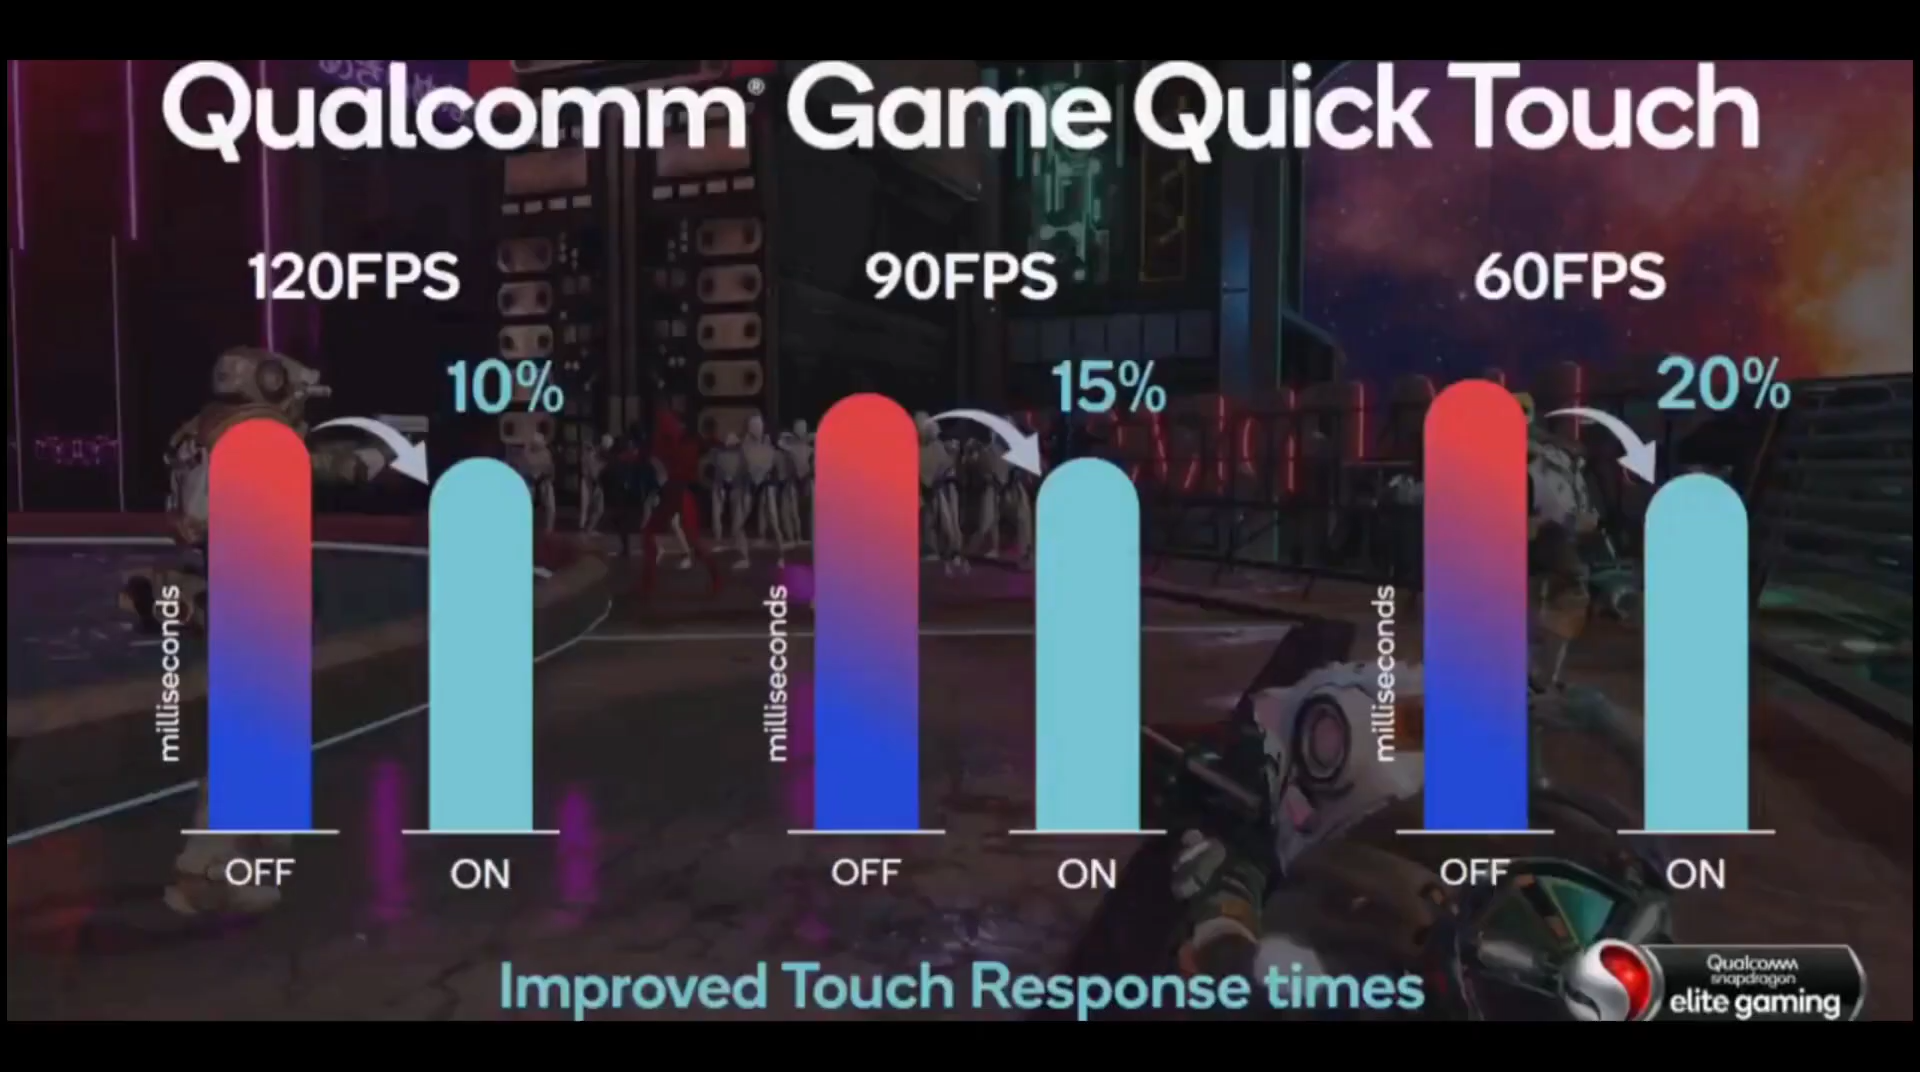 Qualcomm® Game Quick Touch
120FPS
90FPS
60FPS
10%
15%
20%
milliseconds
milliseconds
milliseconds
OFF
ON
OFF
ON
OFF
ON
Improved Touch Response times
Qualcomm
snapdragon
elite gaming